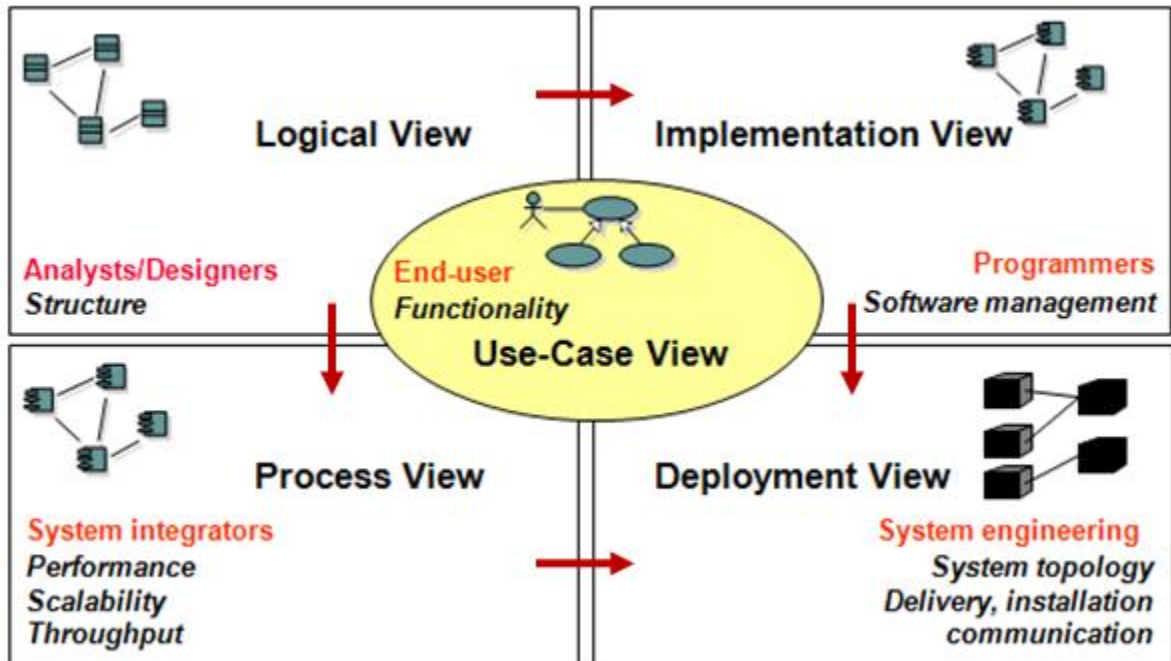 Logical View
Implementation View
Analysts/Designers
Structure
End-user
Functionality
Use-Case View
Programmers
Software management
Process View
Deployment View
System integrators
Performance
Scalability
Throughput
System engineering
System topology
Delivery, installation
communication